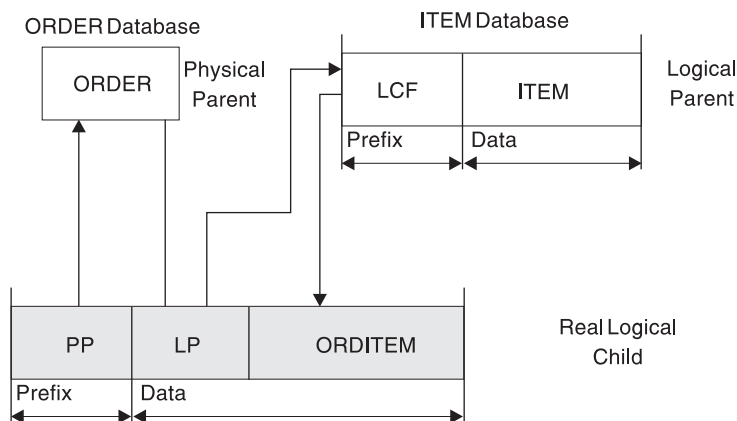 ORDER Database
ITEM Database
ORDER
Physical
Parent
LCF
ITEM
Logical
Parent
Prefix
Data
PP
LP
ORDITEM
Real Logical
Child
Prefix
Data